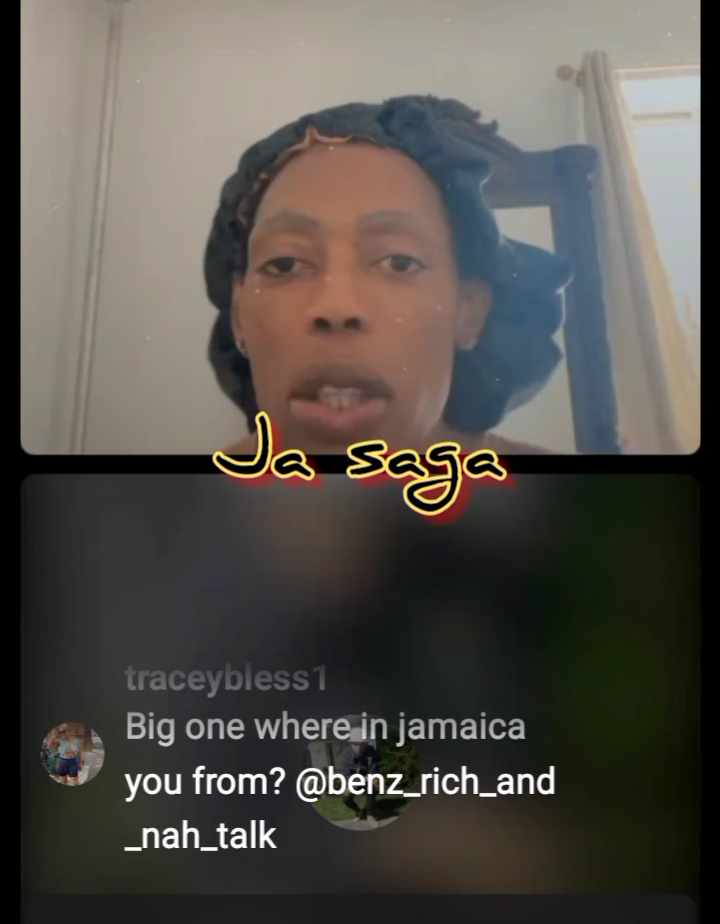 Ja saga
traceybless1
Big one where in jamaica
you from? @benz_rich_and
_nah_talk